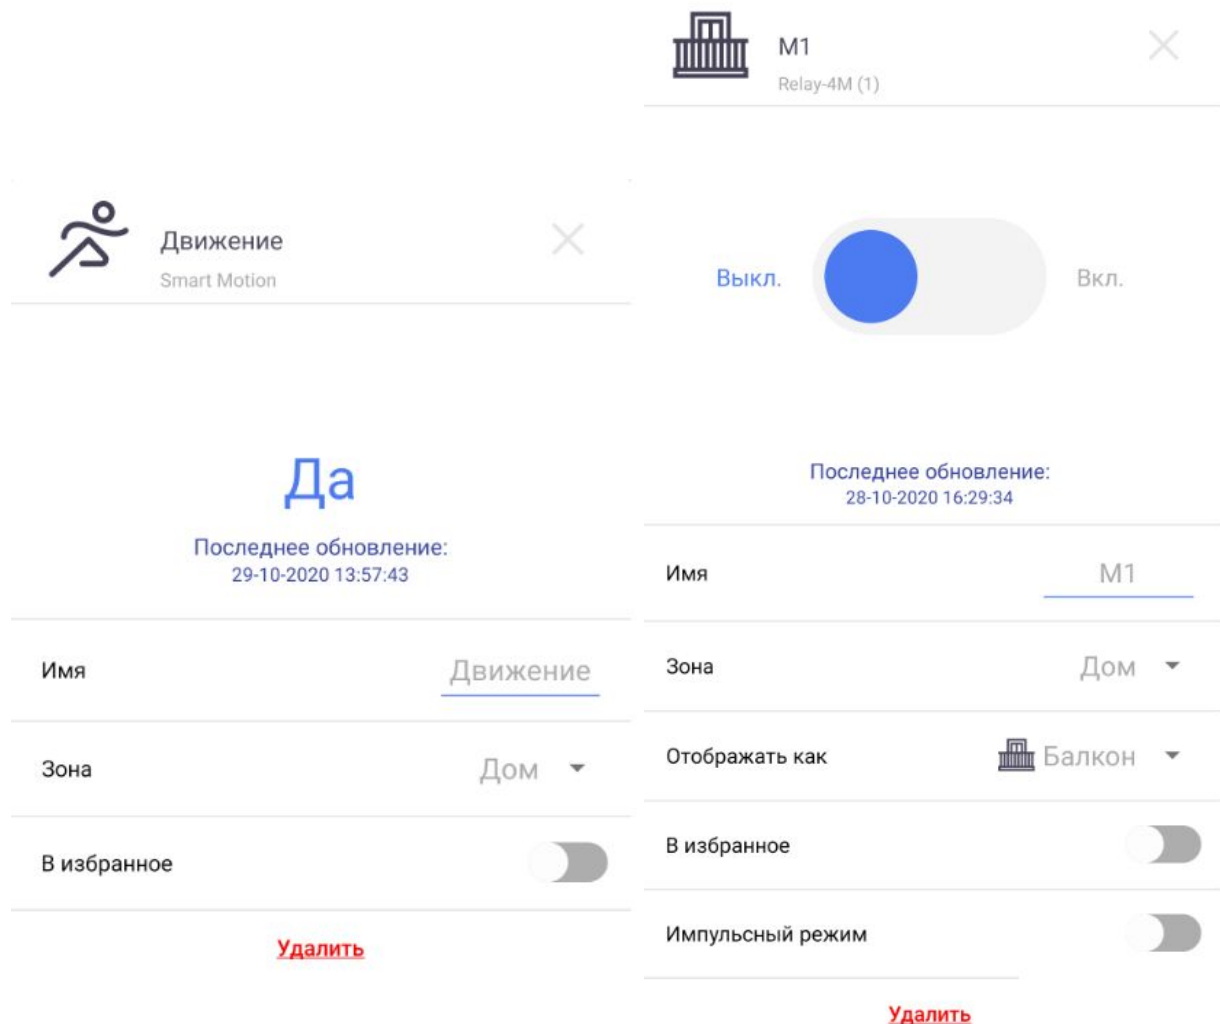 Движение
Smart Motion
Да
Последнее обновление:
29-10-2020 13:57:43
Имя
Движение
Зона
Дом
В избранное
Удалить
M1
Relay-4M (1)
Выкл.
Вкл.
Последнее обновление:
28-10-2020 16:29:34
Имя
M1
Зона
Дом
Отображать как
Балкон
В избранное
Импульсный режим
Удалить